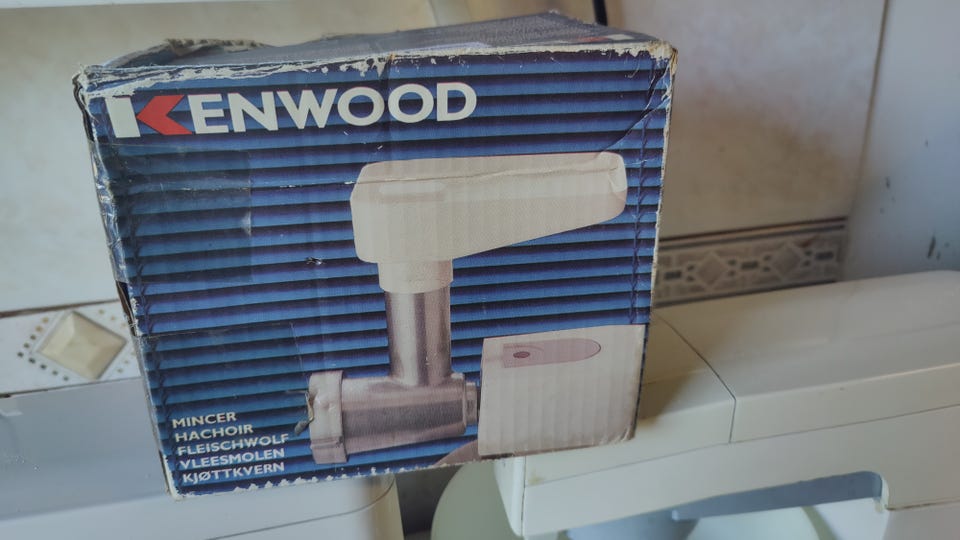 KENWOOD
MINCER
HACHOIR
FLEISCHWOLF
VLEESMOLEN
KJØTTKVERN